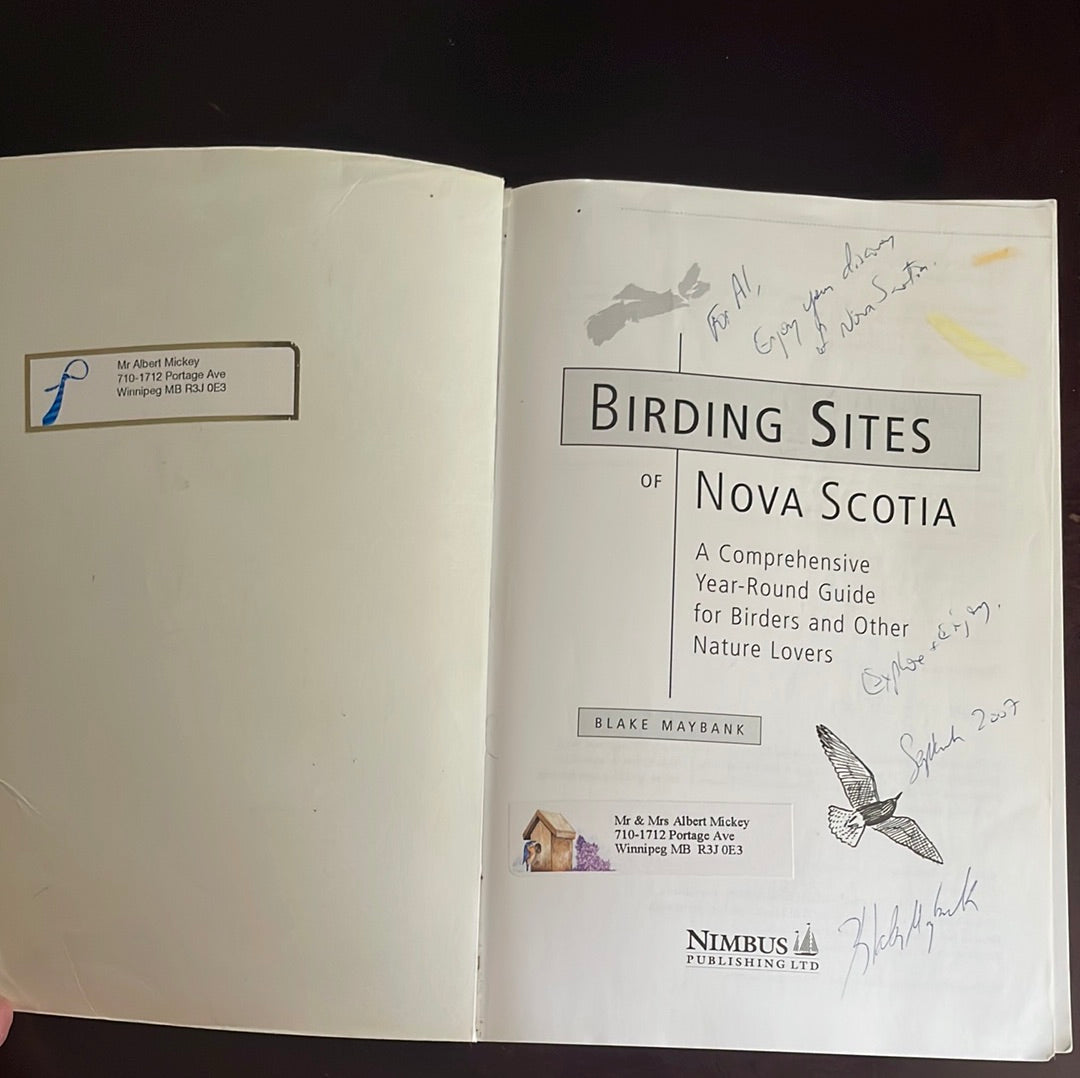 Mr Albert Mickey
710-1712 Portage Ave
Winnipeg MB R3J 0E3
For Al,
Enjoy your discovery
of Nova Scotia.
BIRDING SITES
OF NOVA SCOTIA
A Comprehensive
Year-Round Guide
for Birders and Other
Nature Lovers
Explore + Enjoy.
BLAKE MAYBANK
September 2007
Mr & Mrs Albert Mickey
710-1712 Portage Ave
Winnipeg MB R3J 0E3
Blake Maybank
NIMBUS
PUBLISHING LTD